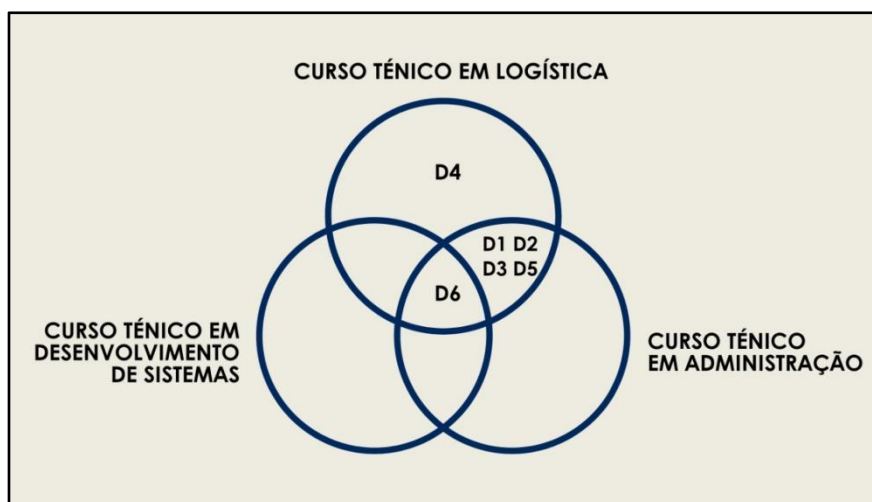 CURSO TÉNICO EM LOGÍSTICA
D4
D1 D2
D3 D5
D6
CURSO TÉNICO EM
DESENVOLVIMENTO
DE SISTEMAS
CURSO TÉNICO
EM ADMINISTRAÇÃO